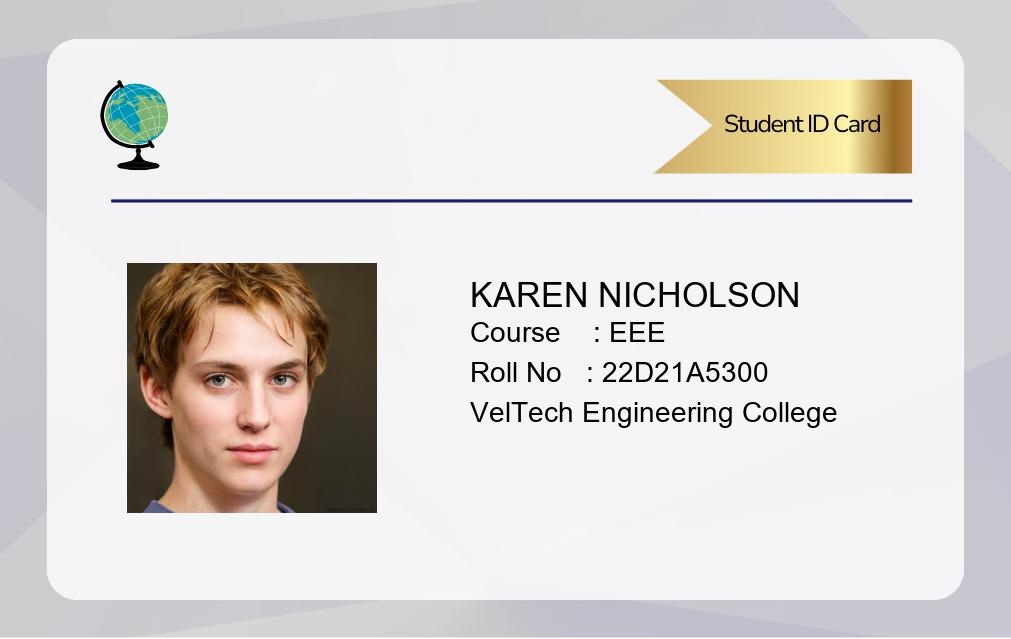 Student ID Card
KAREN NICHOLSON
Course : EEE
Roll No : 22D21A5300
VelTech Engineering College